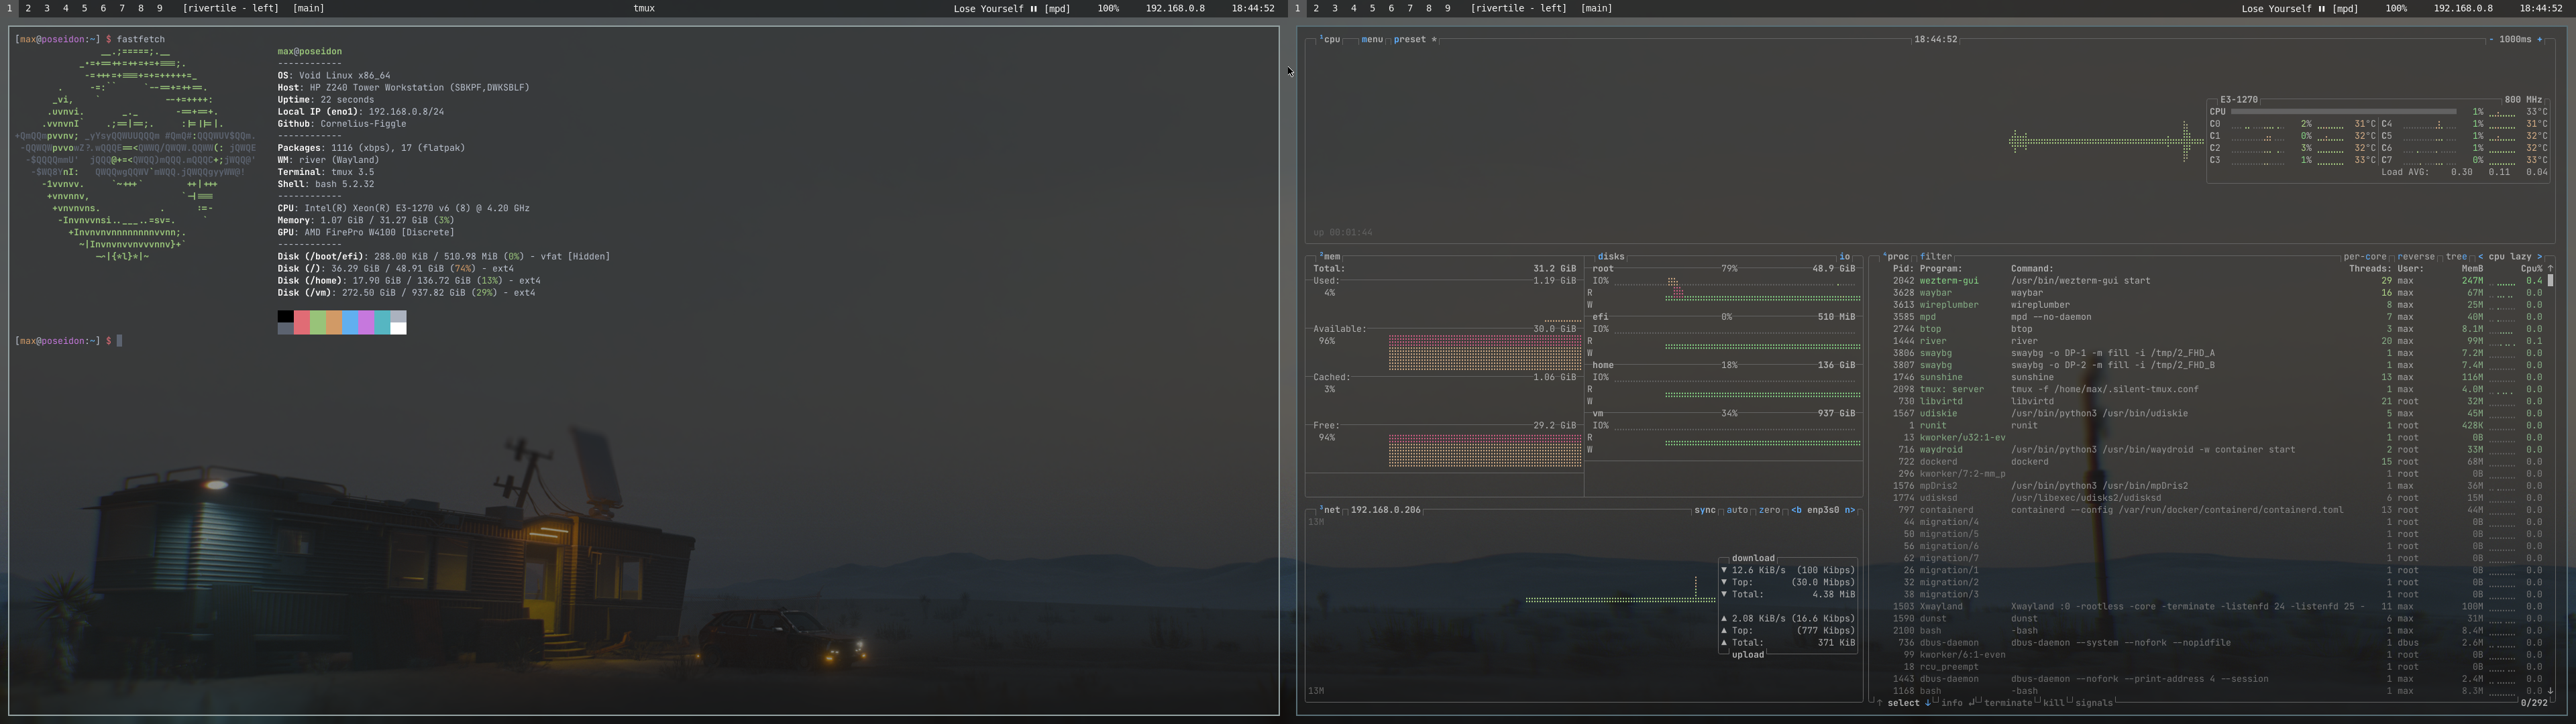 1 2 3 4 5 6 7 8 9 [rivertile - left] [main] tmux Lose Yourself ⏸ [mpd] 100% 192.168.0.8 18:44:52
[max@poseidon:~] $ fastfetch
max@poseidon
------------
OS: Void Linux x86_64
Host: HP Z240 Tower Workstation (SBKPF,DWKSBLF)
Uptime: 22 seconds
Local IP (eno1): 192.168.0.8/24
Github: Cornelius-Figgle
------------
Packages: 1116 (xbps), 17 (flatpak)
WM: river (Wayland)
Terminal: tmux 3.5
Shell: bash 5.2.32
------------
CPU: Intel(R) Xeon(R) E3-1270 v6 (8) @ 4.20 GHz
Memory: 1.07 GiB / 31.27 GiB (3%)
GPU: AMD FirePro W4100 [Discrete]
------------
Disk (/boot/efi): 288.00 KiB / 510.98 MiB (0%) - vfat [Hidden]
Disk (/): 36.29 GiB / 48.91 GiB (74%) - ext4
Disk (/home): 17.90 GiB / 136.72 GiB (13%) - ext4
Disk (/vm): 272.50 GiB / 937.82 GiB (29%) - ext4
[max@poseidon:~] $
1 2 3 4 5 6 7 8 9 [rivertile - left] [main] Lose Yourself ⏸ [mpd] 100% 192.168.0.8 18:44:52
¹cpu menu preset * 18:44:52 - 1000ms +
E3-1270 800 MHz
CPU 1% 33°C
C0 2% 31°C C4 1% 31°C
C1 0% 32°C C5 1% 32°C
C2 3% 32°C C6 1% 32°C
C3 1% 33°C C7 0% 33°C
Load AVG: 0.30 0.11 0.04
up 00:01:44
²mem
Total: 31.2 GiB
Used: 1.19 GiB
4%
Available: 30.0 GiB
96%
Cached: 1.06 GiB
3%
Free: 29.2 GiB
94%
disks io
root 79% 48.9 GiB
IO%
R
W
efi 0% 510 MiB
IO%
R
W
home 18% 136 GiB
IO%
R
W
vm 34% 937 GiB
IO%
R
W
³net 192.168.0.206 sync auto zero <b enp3s0 n>
13M
download
▼ 12.6 KiB/s (100 Kibps)
▼ Top: (30.0 Mibps)
▼ Total: 4.38 MiB
▲ 2.08 KiB/s (16.6 Kibps)
▲ Top: (777 Kibps)
▲ Total: 371 KiB
upload
13M
⁴proc filter per-core reverse tree < cpu lazy >
Pid: Program: Command: Threads: User: MemB Cpu% ↑
2042 wezterm-gui /usr/bin/wezterm-gui start 29 max 247M 0.4
3628 waybar waybar 16 max 67M 0.0
3613 wireplumber wireplumber 8 max 25M 0.0
3585 mpd mpd --no-daemon 7 max 40M 0.0
2744 btop btop 3 max 8.1M 0.0
1444 river river 20 max 99M 0.1
3806 swaybg swaybg -o DP-1 -m fill -i /tmp/2_FHD_A 1 max 7.2M 0.0
3807 swaybg swaybg -o DP-2 -m fill -i /tmp/2_FHD_B 1 max 7.4M 0.0
1746 sunshine sunshine 13 max 116M 0.0
2098 tmux: server tmux -f /home/max/.silent-tmux.conf 1 max 4.0M 0.0
730 libvirtd libvirtd 21 root 32M 0.0
1567 udiskie /usr/bin/python3 /usr/bin/udiskie 5 max 45M 0.0
1 runit runit 1 root 428K 0.0
13 kworker/u32:1-ev 1 root 0B 0.0
716 waydroid /usr/bin/python3 /usr/bin/waydroid -w container start 2 root 33M 0.0
722 dockerd dockerd 15 root 68M 0.0
296 kworker/7:2-mm_p 1 root 0B 0.0
1576 mpDris2 /usr/bin/python3 /usr/bin/mpDris2 1 max 36M 0.0
1774 udisksd /usr/libexec/udisks2/udisksd 6 root 15M 0.0
797 containerd containerd --config /var/run/docker/containerd/containerd.toml 13 root 44M 0.0
44 migration/4 1 root 0B 0.0
50 migration/5 1 root 0B 0.0
56 migration/6 1 root 0B 0.0
62 migration/7 1 root 0B 0.0
26 migration/1 1 root 0B 0.0
32 migration/2 1 root 0B 0.0
38 migration/3 1 root 0B 0.0
1503 Xwayland Xwayland :0 -rootless -core -terminate -listenfd 24 -listenfd 25 - 11 max 100M 0.0
1590 dunst dunst 6 max 31M 0.0
2100 bash -bash 1 max 8.4M 0.0
736 dbus-daemon dbus-daemon --system --nofork --nopidfile 1 dbus 2.6M 0.0
99 kworker/6:1-even 1 root 0B 0.0
18 rcu_preempt 1 root 0B 0.0
1443 dbus-daemon dbus-daemon --nofork --print-address 4 --session 1 max 2.4M 0.0
1168 bash -bash 1 max 8.3M 0.0 ↓
↑ select ↓ info ↵ terminate kill signals 0/292